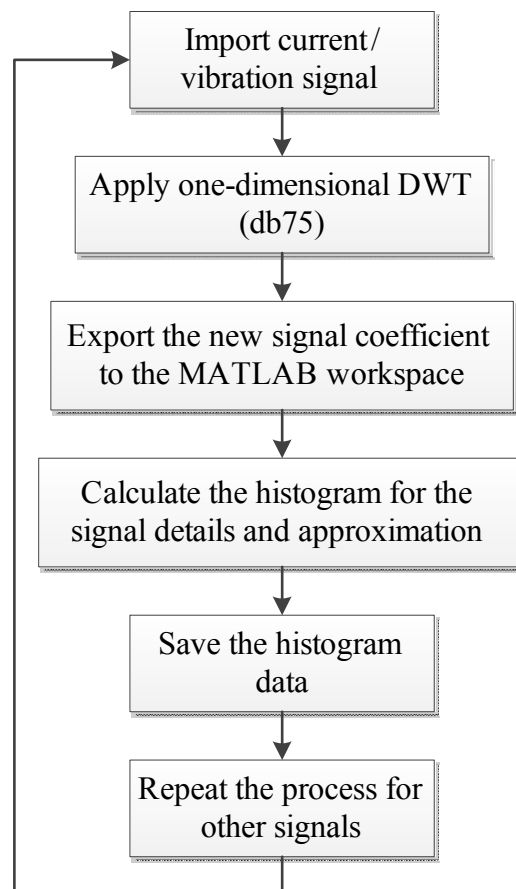 Import current/
vibration signal
Apply one-dimensional DWT
(db75)
Export the new signal coefficient
to the MATLAB workspace
Calculate the histogram for the
signal details and approximation
Save the histogram
data
Repeat the process for
other signals